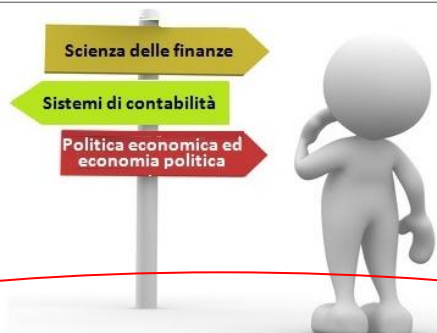 Scienza delle finanze
Sistemi di contabilità
Politica economica ed
economia politica